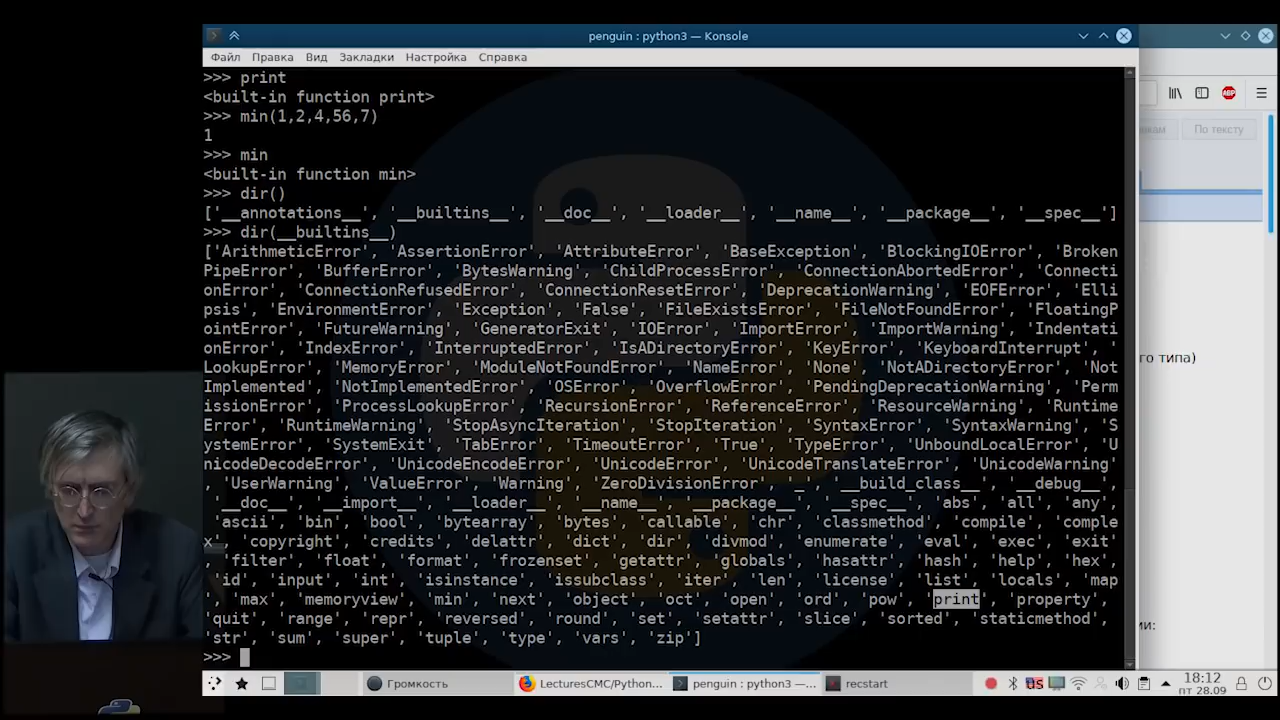 penguin : python3 — Konsole
Файл Правка Вид Закладки Настройка Справка
>>> print
<built-in function print>
>>> min(1,2,4,56,7)
1
>>> min
<built-in function min>
>>> dir()
['__annotations__', '__builtins__', '__doc__', '__loader__', '__name__', '__package__', '__spec__']
>>> dir(__builtins__)
['ArithmeticError', 'AssertionError', 'AttributeError', 'BaseException', 'BlockingIOError', 'Broken
PipeError', 'BufferError', 'BytesWarning', 'ChildProcessError', 'ConnectionAbortedError', 'Connecti
onError', 'ConnectionRefusedError', 'ConnectionResetError', 'DeprecationWarning', 'EOFError', 'Elli
psis', 'EnvironmentError', 'Exception', 'False', 'FileExistsError', 'FileNotFoundError', 'FloatingP
ointError', 'FutureWarning', 'GeneratorExit', 'IOError', 'ImportError', 'ImportWarning', 'Indentati
onError', 'IndexError', 'InterruptedError', 'IsADirectoryError', 'KeyError', 'KeyboardInterrupt', '
LookupError', 'MemoryError', 'ModuleNotFoundError', 'NameError', 'None', 'NotADirectoryError', 'Not
Implemented', 'NotImplementedError', 'OSError', 'OverflowError', 'PendingDeprecationWarning', 'Perm
issionError', 'ProcessLookupError', 'RecursionError', 'ReferenceError', 'ResourceWarning', 'Runtime
Error', 'RuntimeWarning', 'StopAsyncIteration', 'StopIteration', 'SyntaxError', 'SyntaxWarning', 'S
ystemError', 'SystemExit', 'TabError', 'TimeoutError', 'True', 'TypeError', 'UnboundLocalError', 'U
nicodeDecodeError', 'UnicodeEncodeError', 'UnicodeError', 'UnicodeTranslateError', 'UnicodeWarning'
, 'UserWarning', 'ValueError', 'Warning', 'ZeroDivisionError', '_', '__build_class__', '__debug__',
'__doc__', '__import__', '__loader__', '__name__', '__package__', '__spec__', 'abs', 'all', 'any',
'ascii', 'bin', 'bool', 'bytearray', 'bytes', 'callable', 'chr', 'classmethod', 'compile', 'comple
x', 'copyright', 'credits', 'delattr', 'dict', 'dir', 'divmod', 'enumerate', 'eval', 'exec', 'exit'
, 'filter', 'float', 'format', 'frozenset', 'getattr', 'globals', 'hasattr', 'hash', 'help', 'hex',
'id', 'input', 'int', 'isinstance', 'issubclass', 'iter', 'len', 'license', 'list', 'locals', 'map
', 'max', 'memoryview', 'min', 'next', 'object', 'oct', 'open', 'ord', 'pow', 'print', 'property',
'quit', 'range', 'repr', 'reversed', 'round', 'set', 'setattr', 'slice', 'sorted', 'staticmethod',
'str', 'sum', 'super', 'tuple', 'type', 'vars', 'zip']
>>>
По тексту
го типа)
ми:
Громкость LecturesCMC/Python... penguin : python3 —... recstart US 18:12
пт 28.09